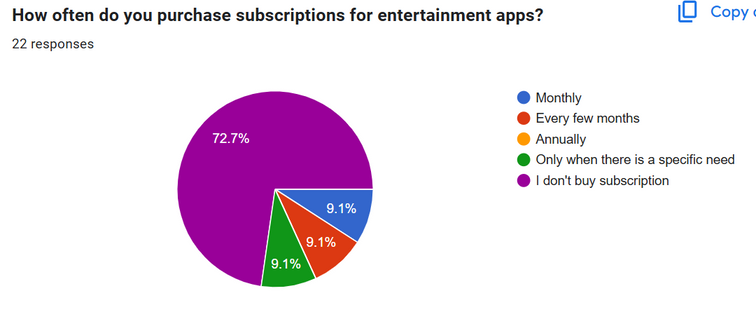 How often do you purchase subscriptions for entertainment apps?
Copy
22 responses
Monthly
Every few months
Annually
Only when there is a specific need
I don't buy subscription
72.7%
9.1%
9.1%
9.1%